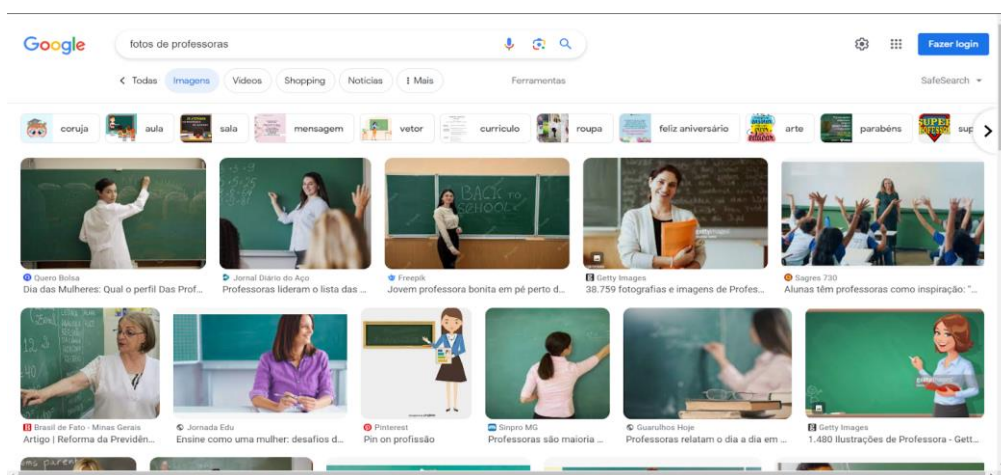 Google
fotos de professoras
Fazer login
Todas
Imagens
Vídeos
Shopping
Notícias
Mais
Ferramentas
SafeSearch
coruja
aula
sala
mensagem
vetor
currículo
roupa
feliz aniversário
arte
parabéns
sup
BACK TO
SCHOOL
gettyimages
Quero Bolsa
Dia das Mulheres: Qual o perfil Das Prof...
Jornal Diário do Aço
Professoras lideram o lista das ...
Freepik
Jovem professora bonita em pé perto d...
Getty Images
38.759 fotografias e imagens de Profes...
Sagres 730
Alunas têm professoras como inspiração: "...
Brasil de Fato - Minas Gerais
Artigo | Reforma da Previdên...
Jornada Edu
Ensine como uma mulher: desafios d...
Pinterest
Pin on profissão
Sinpro MG
Professoras são maioria ...
Guarulhos Hoje
Professoras relatam o dia a dia em ...
Getty Images
1.480 Ilustrações de Professora - Gett...